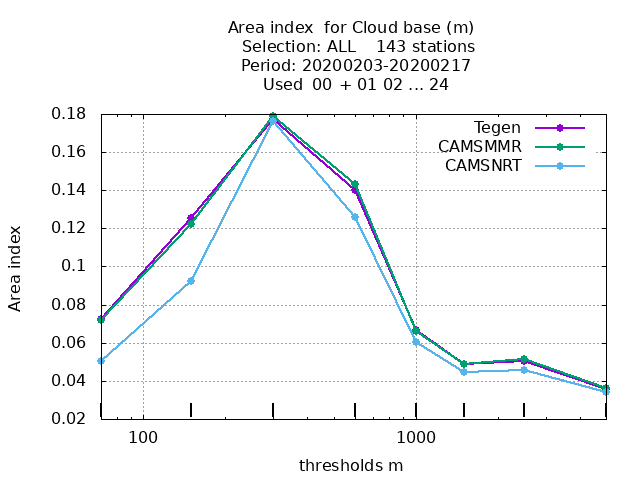 Area index  for Cloud base (m)
Selection: ALL    143 stations
Period: 20200203-20200217
Used  00 + 01 02 ... 24
Tegen
CAMSMMR
CAMSNRT
0.18
0.16
0.14
0.12
0.1
0.08
0.06
0.04
0.02
Area index
100
1000
thresholds m